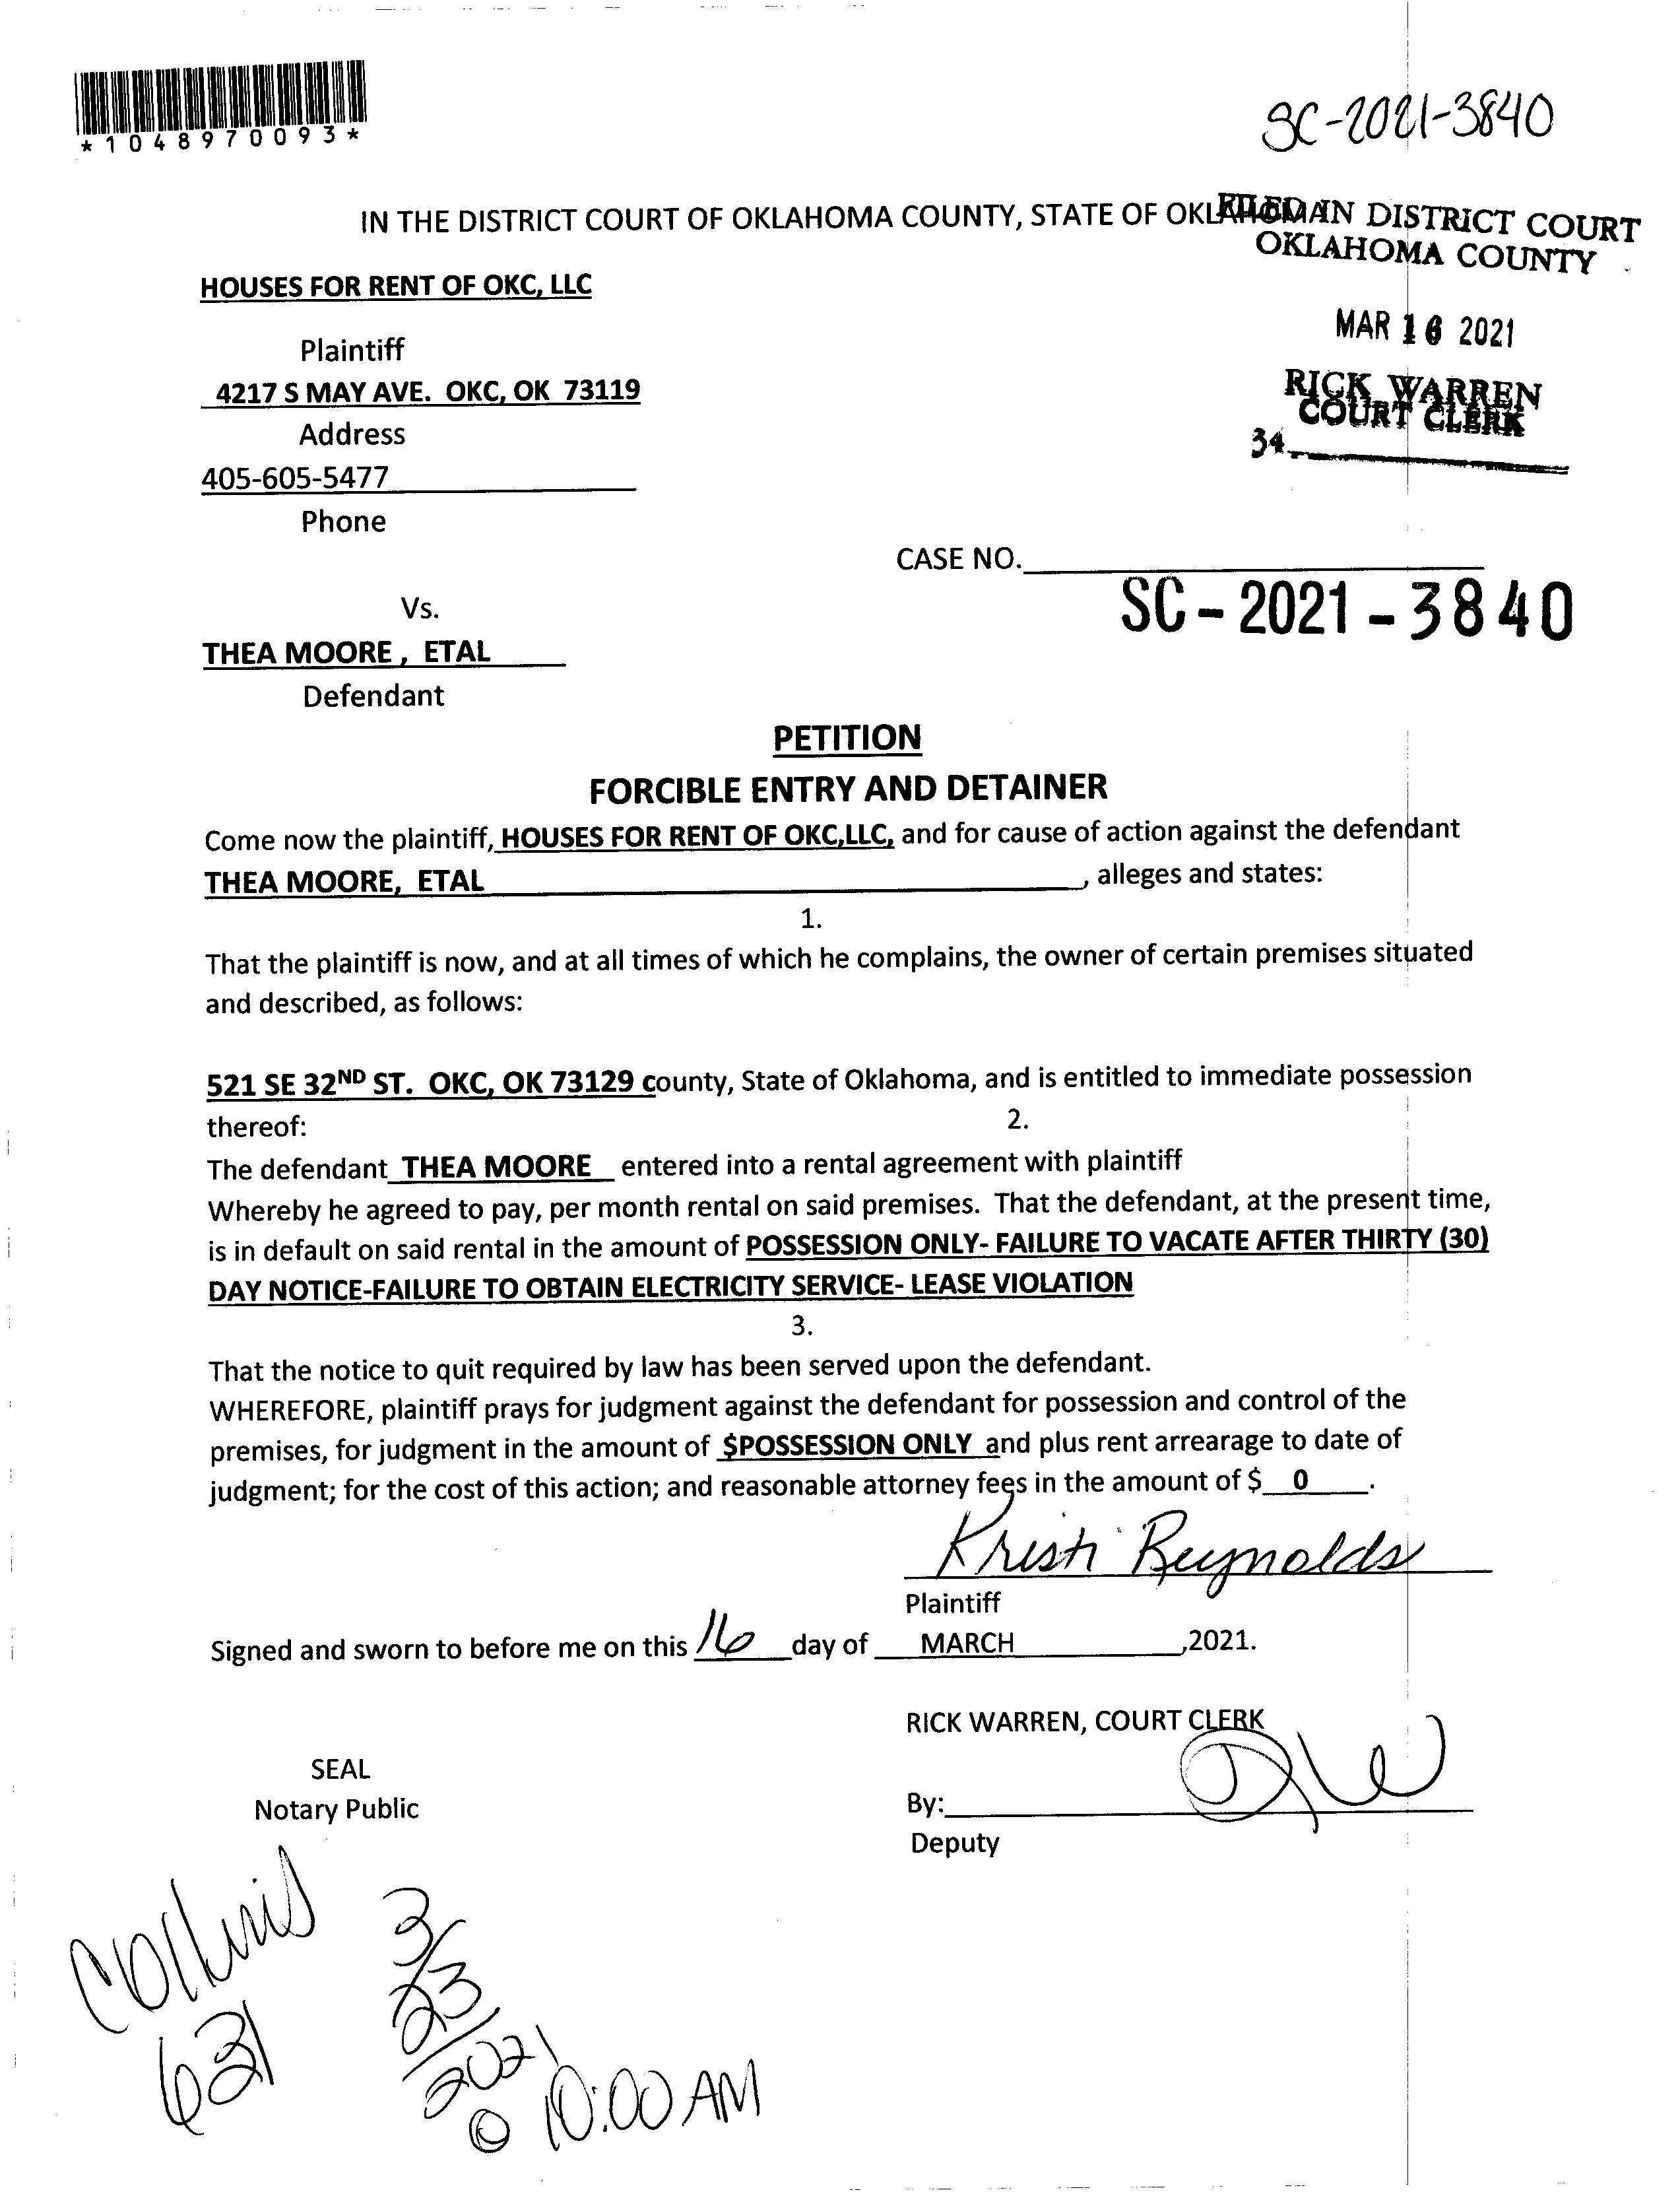 *1048970093*
SC-2021-3840
IN THE DISTRICT COURT OF OKLAHOMA COUNTY, STATE OF OKLAHOMA
FILED IN DISTRICT COURT
OKLAHOMA COUNTY
HOUSES FOR RENT OF OKC, LLC
MAR 16 2021
Plaintiff
RICK WARREN
COURT CLERK
4217 S MAY AVE. OKC, OK 73119
34
Address
405-605-5477
Phone
CASE NO.
SC-2021-3840
Vs.
THEA MOORE , ETAL
Defendant
PETITION
FORCIBLE ENTRY AND DETAINER
Come now the plaintiff, HOUSES FOR RENT OF OKC,LLC, and for cause of action against the defendant
THEA MOORE, ETAL , alleges and states:
1.
That the plaintiff is now, and at all times of which he complains, the owner of certain premises situated
and described, as follows:
521 SE 32ND ST. OKC, OK 73129 county, State of Oklahoma, and is entitled to immediate possession
thereof:
2.
The defendant THEA MOORE entered into a rental agreement with plaintiff
Whereby he agreed to pay, per month rental on said premises. That the defendant, at the present time,
is in default on said rental in the amount of POSSESSION ONLY- FAILURE TO VACATE AFTER THIRTY (30)
DAY NOTICE-FAILURE TO OBTAIN ELECTRICITY SERVICE- LEASE VIOLATION
3.
That the notice to quit required by law has been served upon the defendant.
WHEREFORE, plaintiff prays for judgment against the defendant for possession and control of the
premises, for judgment in the amount of $POSSESSION ONLY and plus rent arrearage to date of
judgment; for the cost of this action; and reasonable attorney fees in the amount of $ 0 .
Kristi Reynolds
Plaintiff
Signed and sworn to before me on this 16 day of MARCH ,2021.
RICK WARREN, COURT CLERK
SEAL
Notary Public
By:
Deputy
Collins
631
3/23/2021
@ 10:00 AM